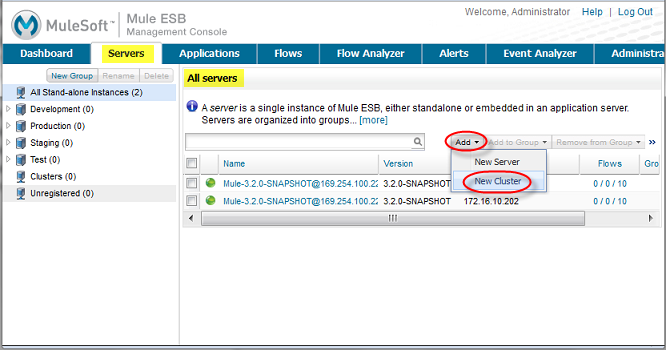 MuleSoft™ Mule ESB Management Console
Welcome, Administrator Help | Log Out
Dashboard Servers Applications Flows Flow Analyzer Alerts Event Analyzer
New Group Rename Delete
All Stand-alone Instances (2)
Development (0)
Production (0)
Staging (0)
Test (0)
Clusters (0)
Unregistered (0)
All servers
A server is a single instance of Mule ESB, either standalone or embedded in an application server.
Servers are organized into groups... [more]
Add Add to Group Remove from Group »
New Server
New Cluster
Name Version Flows Gro
Mule-3.2.0-SNAPSHOT@169.254.100.22 3.2.0-SNAPSHOT 0 / 0 / 10
Mule-3.2.0-SNAPSHOT@169.254.100.22 3.2.0-SNAPSHOT 172.16.10.202 0 / 0 / 10